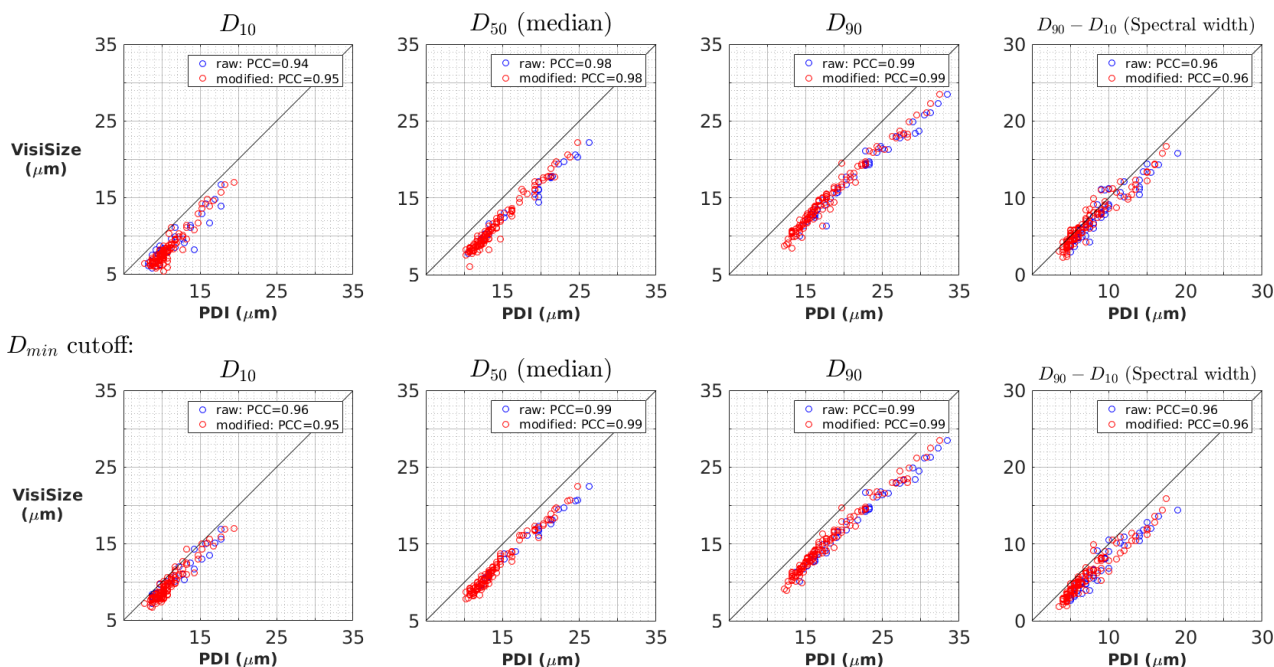 D10
D50 (median)
D90
D90 − D10 (Spectral width)
35
25
15
5
VisiSize
(μm)
raw: PCC=0.94
modified: PCC=0.95
15
25
35
PDI (μm)
35
25
15
5
raw: PCC=0.98
modified: PCC=0.98
15
25
35
PDI (μm)
35
25
15
5
raw: PCC=0.99
modified: PCC=0.99
15
25
35
PDI (μm)
30
20
10
0
raw: PCC=0.96
modified: PCC=0.96
10
20
30
PDI (μm)
Dmin cutoff:
D10
D50 (median)
D90
D90 − D10 (Spectral width)
35
25
15
5
VisiSize
(μm)
raw: PCC=0.96
modified: PCC=0.95
15
25
35
PDI (μm)
35
25
15
5
raw: PCC=0.99
modified: PCC=0.99
15
25
35
PDI (μm)
35
25
15
5
raw: PCC=0.99
modified: PCC=0.99
15
25
35
PDI (μm)
30
20
10
0
raw: PCC=0.96
modified: PCC=0.96
10
20
30
PDI (μm)